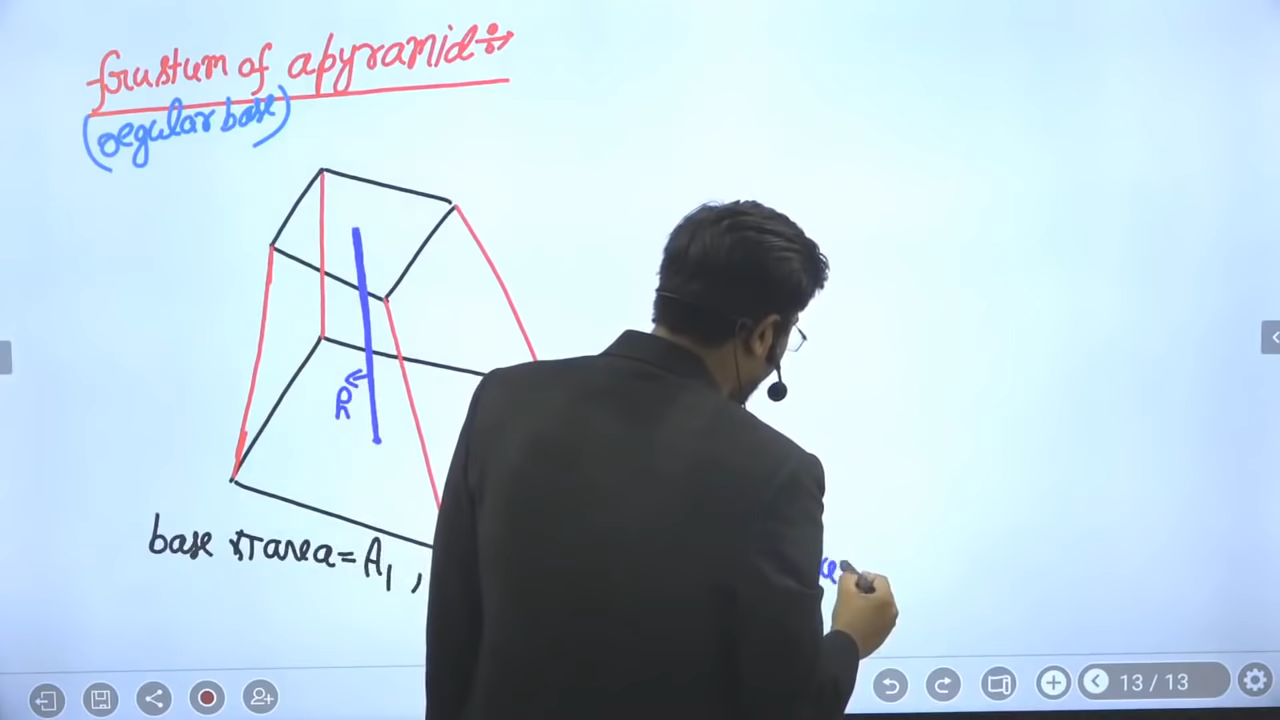 frustum of a pyramid÷→
(regular base)
h
base का area = A₁,
13 / 13